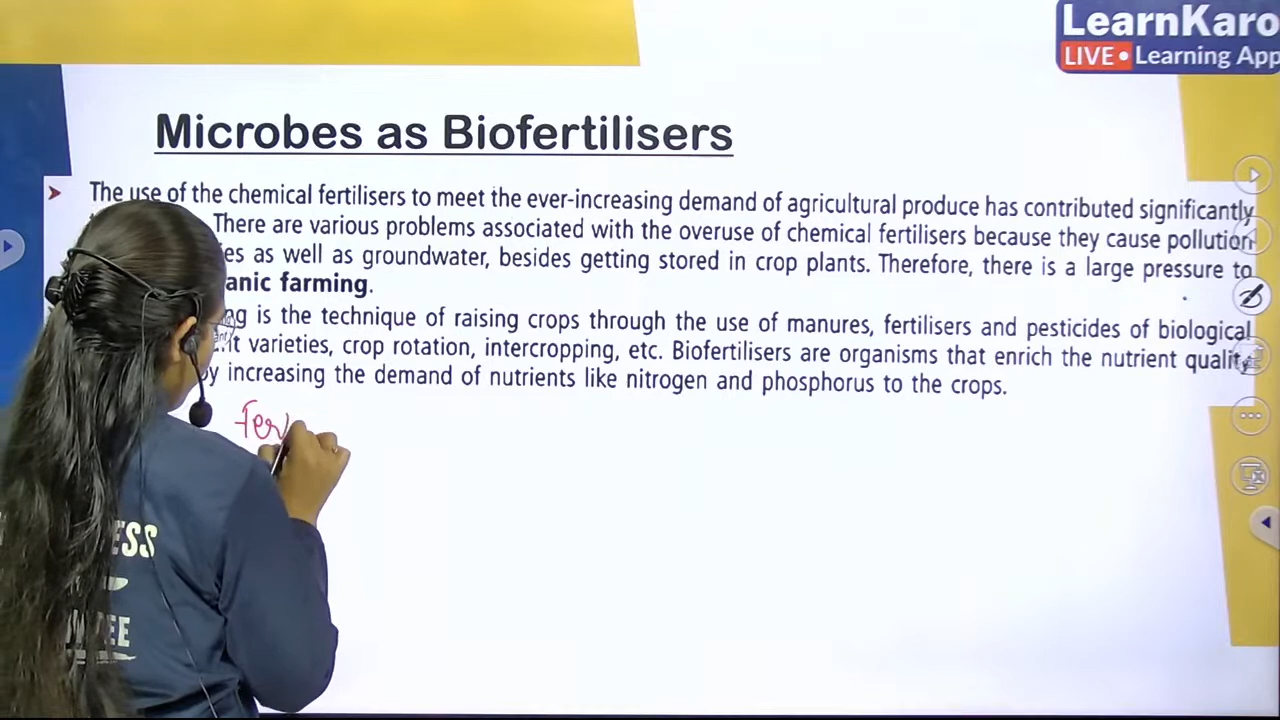 LearnKaro
LIVE • Learning App
Microbes as Biofertilisers
The use of the chemical fertilisers to meet the ever-increasing demand of agricultural produce has contributed significantly
There are various problems associated with the overuse of chemical fertilisers because they cause pollution
es as well as groundwater, besides getting stored in crop plants. Therefore, there is a large pressure to
anic farming.
ng is the technique of raising crops through the use of manures, fertilisers and pesticides of biological
varieties, crop rotation, intercropping, etc. Biofertilisers are organisms that enrich the nutrient quality
by increasing the demand of nutrients like nitrogen and phosphorus to the crops.
Fer
ESS